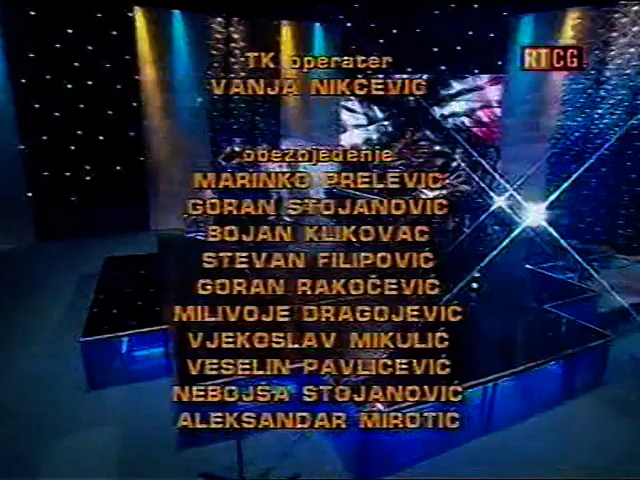 RTCG
TK operater
VANJA NIKČEVIĆ
obezbjeđenje
MARINKO PRELEVIĆ
GORAN STOJANOVIĆ
BOJAN KLIKOVAC
STEVAN FILIPOVIĆ
GORAN RAKOČEVIĆ
MILIVOJE DRAGOJEVIĆ
VJEKOSLAV MIKULIĆ
VESELIN PAVLIĆEVIĆ
NEBOJŠA STOJANOVIĆ
ALEKSANDAR MIROTIĆ